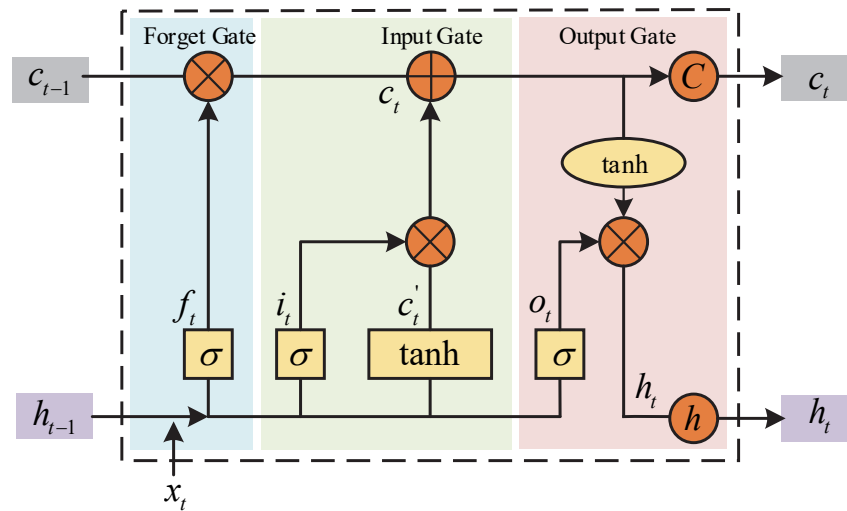 Forget Gate
Input Gate
Output Gate
c_{t-1}
C
c_t
c_t
tanh
f_t
i_t
c_t'
o_t
σ
σ
tanh
σ
h_t
h_{t-1}
h
h_t
x_t